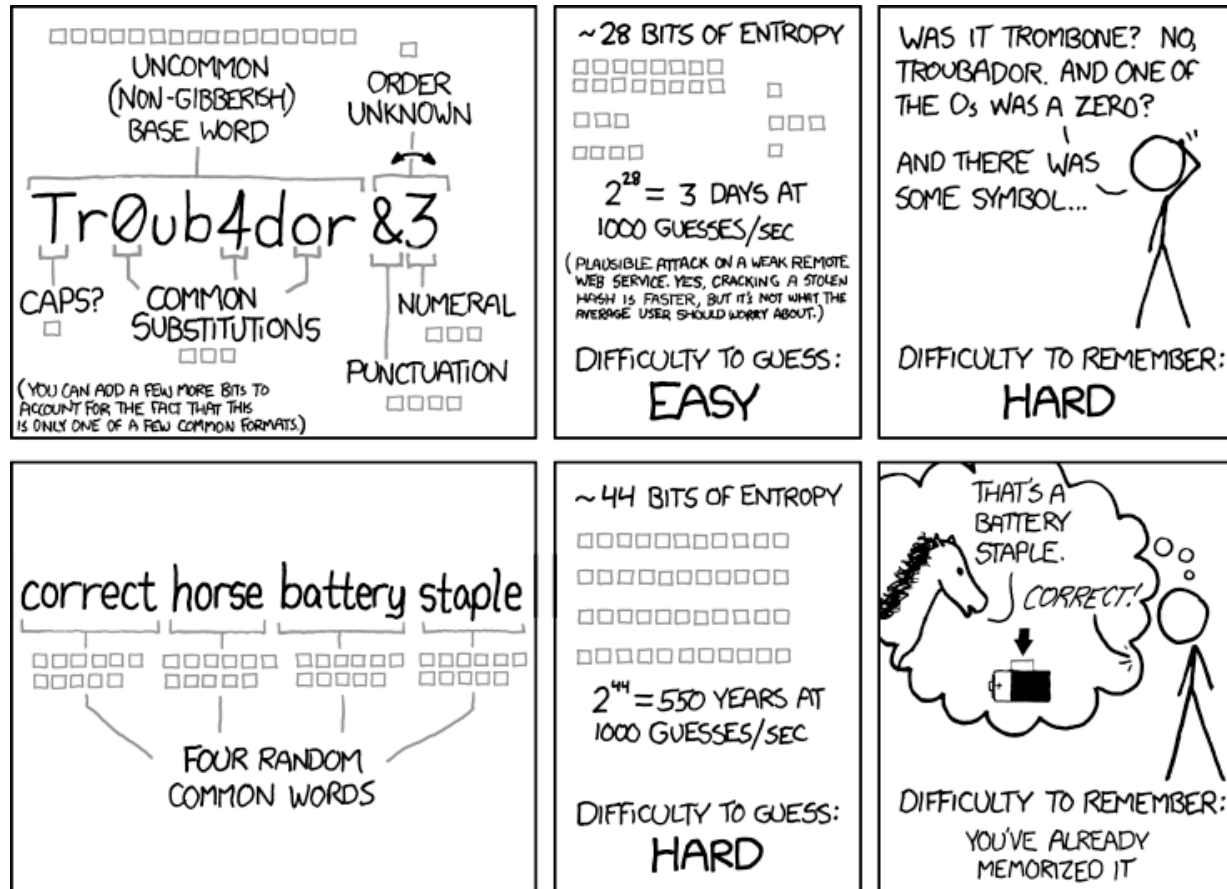 UNCOMMON
(NON-GIBBERISH)
BASE WORD
ORDER
UNKNOWN
Tr0ub4dor &3
CAPS?
COMMON
SUBSTITUTIONS
NUMERAL
PUNCTUATION
(YOU CAN ADD A FEW MORE BITS TO
ACCOUNT FOR THE FACT THAT THIS
IS ONLY ONE OF A FEW COMMON FORMATS.)
~28 BITS OF ENTROPY
2^28 = 3 DAYS AT
1000 GUESSES/SEC
(PLAUSIBLE ATTACK ON A WEAK REMOTE
WEB SERVICE. YES, CRACKING A STOLEN
HASH IS FASTER, BUT IT'S NOT WHAT THE
AVERAGE USER SHOULD WORRY ABOUT.)
DIFFICULTY TO GUESS:
EASY
WAS IT TROMBONE? NO,
TROUBADOR. AND ONE OF
THE Os WAS A ZERO?
AND THERE WAS
SOME SYMBOL...
DIFFICULTY TO REMEMBER:
HARD
correct horse battery staple
FOUR RANDOM
COMMON WORDS
~44 BITS OF ENTROPY
2^44 = 550 YEARS AT
1000 GUESSES/SEC
DIFFICULTY TO GUESS:
HARD
THAT'S A
BATTERY
STAPLE.
CORRECT!
+
DIFFICULTY TO REMEMBER:
YOU'VE ALREADY
MEMORIZED IT